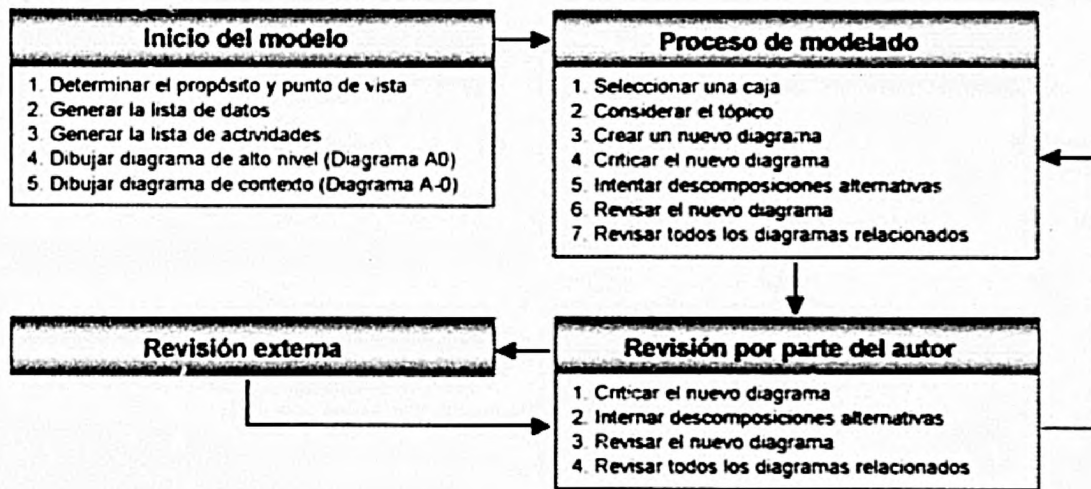 Inicio del modelo
1. Determinar el propósito y punto de vista
2. Generar la lista de datos
3. Generar la lista de actividades
4. Dibujar diagrama de alto nivel (Diagrama A0)
5. Dibujar diagrama de contexto (Diagrama A-0)
Proceso de modelado
1. Seleccionar una caja
2. Considerar el tópico
3. Crear un nuevo diagrama
4. Criticar el nuevo diagrama
5. Intentar descomposiciones alternativas
6. Revisar el nuevo diagrama
7. Revisar todos los diagramas relacionados
Revisión externa
Revisión por parte del autor
1. Criticar el nuevo diagrama
2. Internar descomposiciones alternativas
3. Revisar el nuevo diagrama
4. Revisar todos los diagramas relacionados